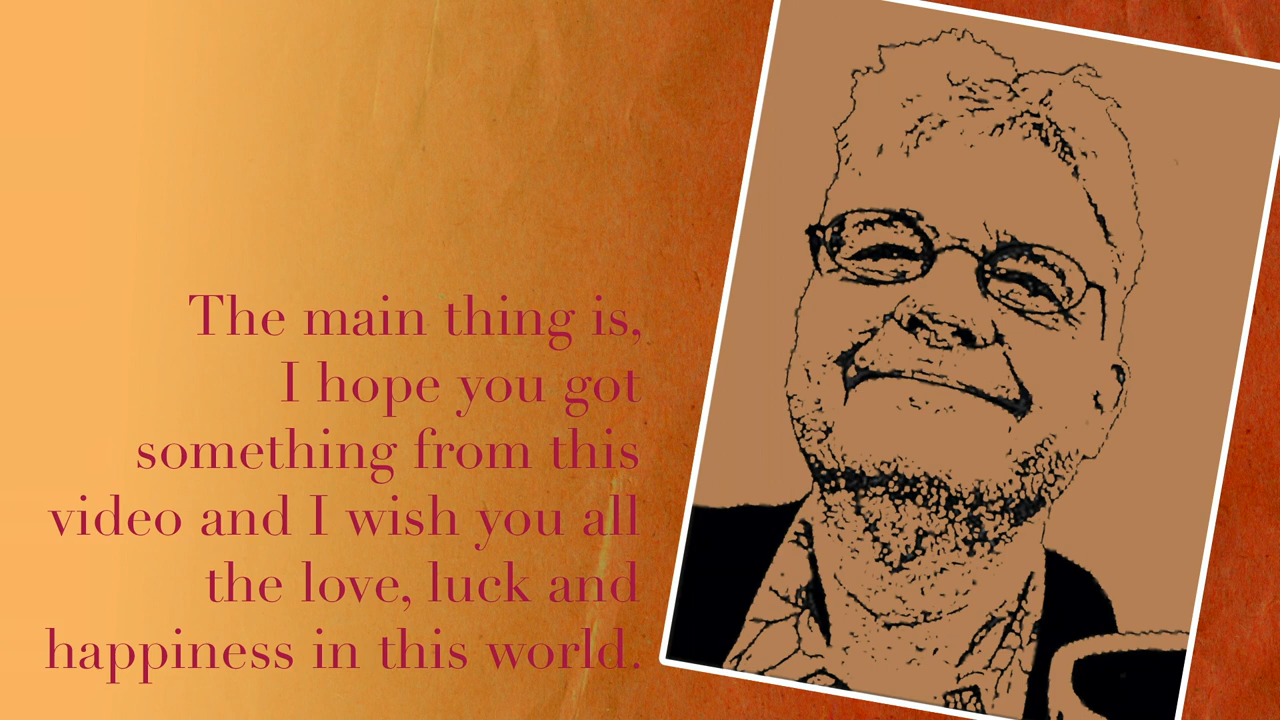 The main thing is,
I hope you got
something from this
video and I wish you all
the love, luck and
happiness in this world.